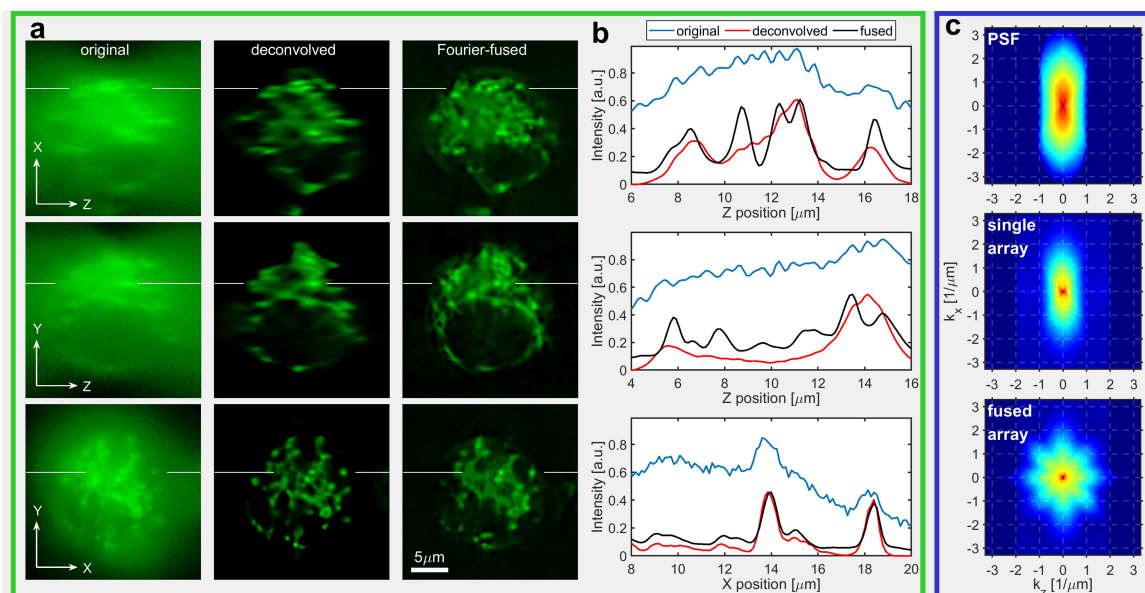 a
original
deconvolved
Fourier-fused
X
Z
Y
Z
Y
X
5μm
b
original deconvolved fused
Intensity [a.u.]
0.8
0.6
0.4
0.2
0
6 8 10 12 14 16 18
Z position [μm]
Intensity [a.u.]
0.8
0.6
0.4
0.2
0
4 6 8 10 12 14 16
Z position [μm]
Intensity [a.u.]
0.8
0.6
0.4
0.2
0
8 10 12 14 16 18 20
X position [μm]
c
PSF
3
2
1
0
-1
-2
-3
-3 -2 -1 0 1 2 3
single
array
kx [1/μm]
3
2
1
0
-1
-2
-3
-3 -2 -1 0 1 2 3
fused
array
3
2
1
0
-1
-2
-3
-3 -2 -1 0 1 2 3
kz [1/μm]